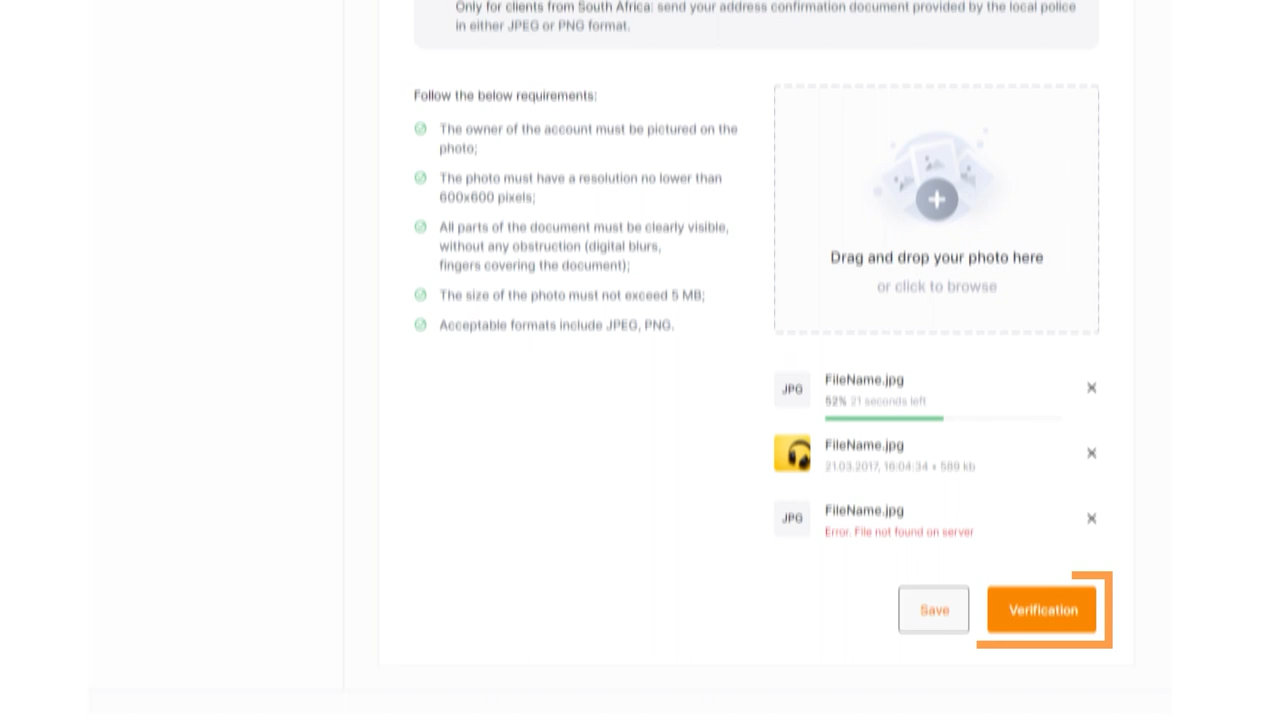 Only for clients from South Africa: send your address confirmation document provided by the local police
in either JPEG or PNG format.
Follow the below requirements:
The owner of the account must be pictured on the
photo;
The photo must have a resolution no lower than
600x600 pixels;
All parts of the document must be clearly visible,
without any obstruction (digital blurs,
fingers covering the document);
The size of the photo must not exceed 5 MB;
Acceptable formats include JPEG, PNG.
Drag and drop your photo here
or click to browse
JPG
FileName.jpg
52% 21 seconds left
FileName.jpg
21.03.2017, 16:04:34 • 589 kb
JPG
FileName.jpg
Error. File not found on server
Save
Verification